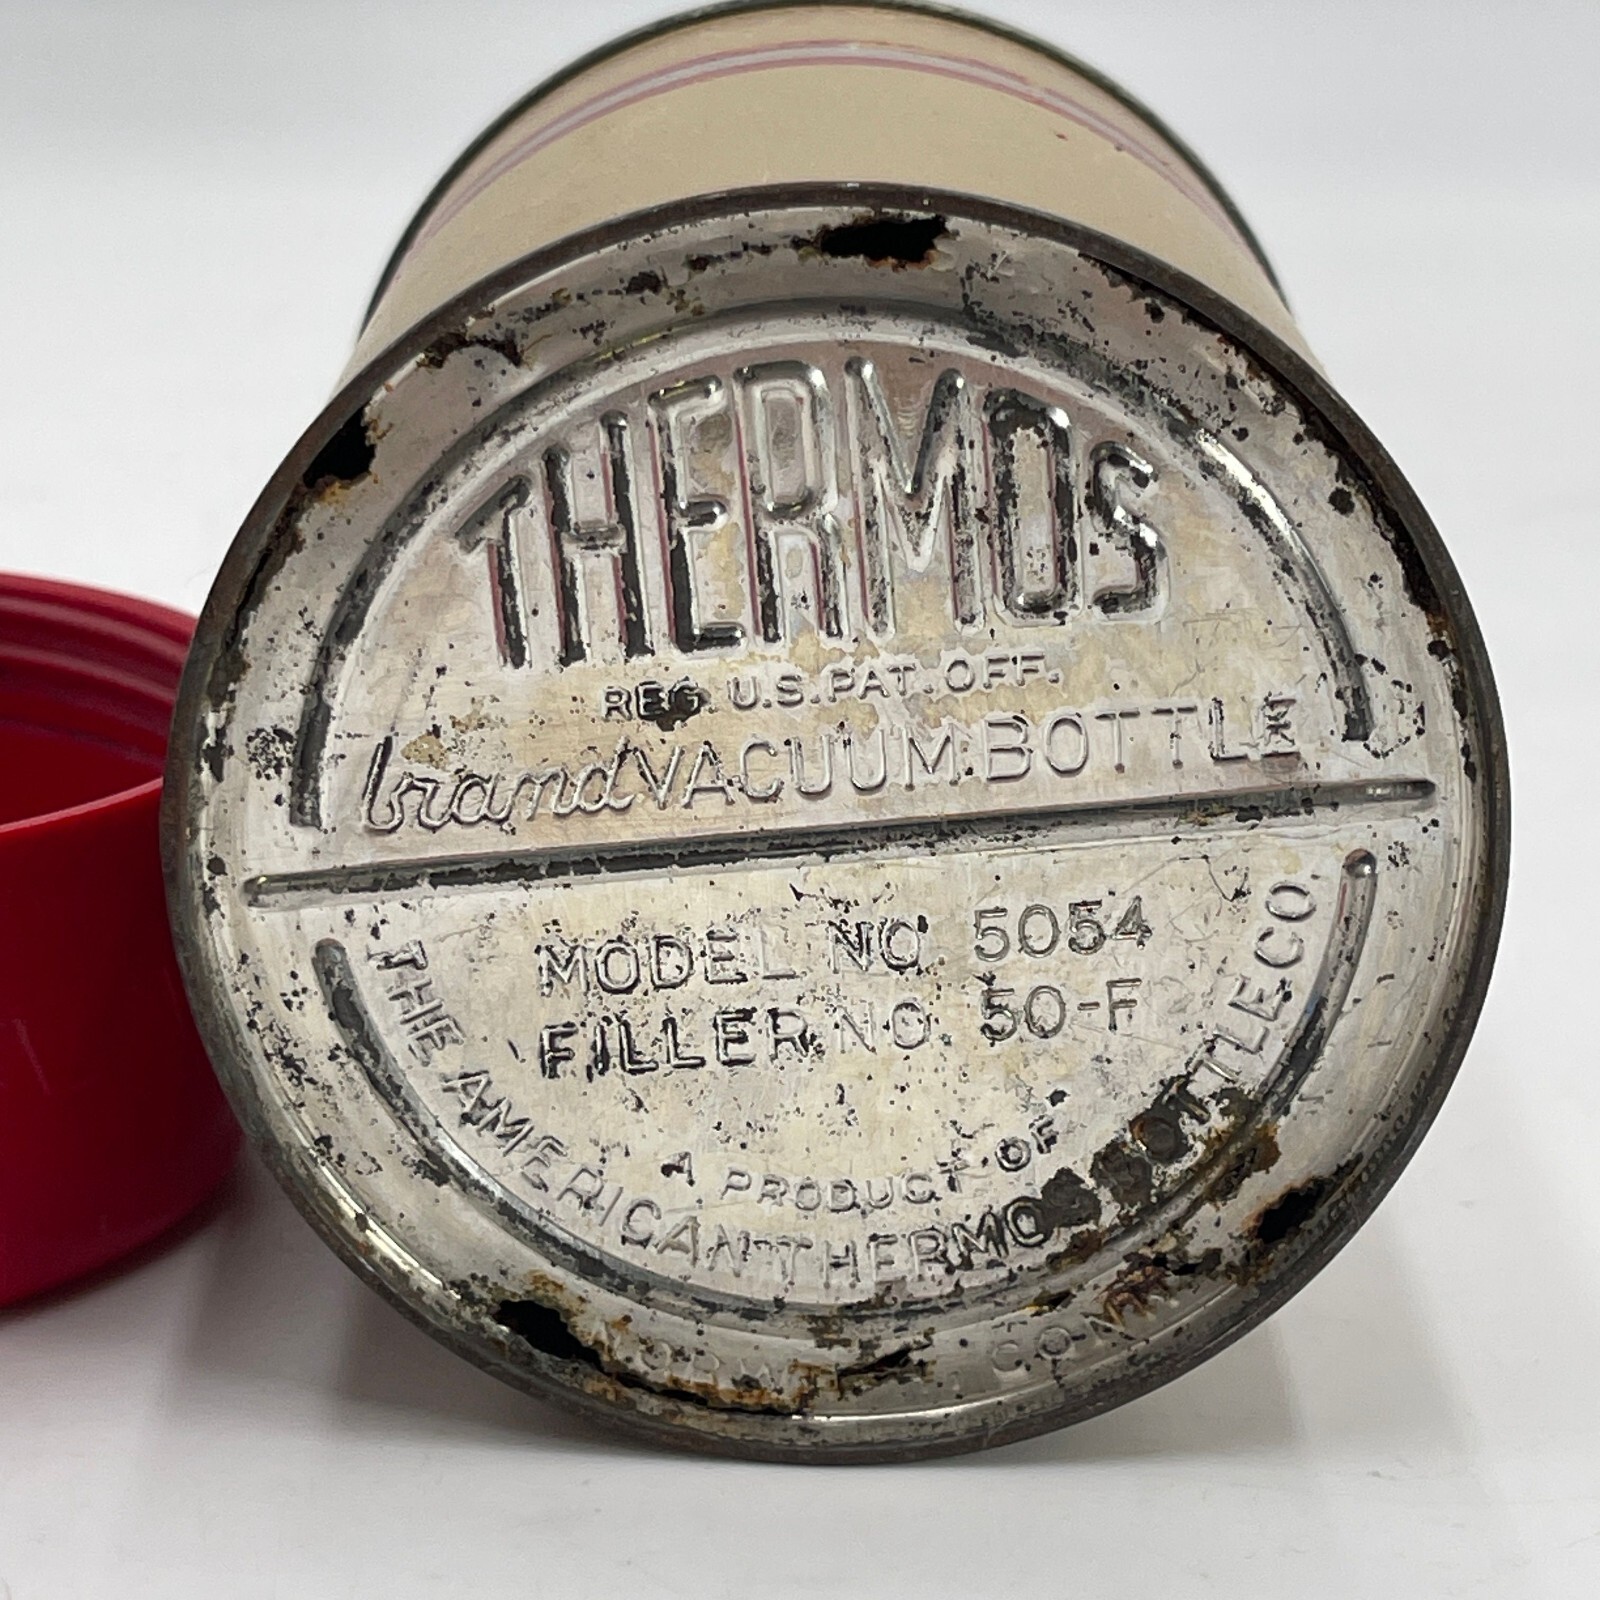 THERMOS
REG. U.S. PAT. OFF.
brand VACUUM BOTTLE
MODEL NO 5054
FILLER NO. 50-F
A PRODUCT OF
THE AMERICAN THERMOS BOTTLE CO.
CONN